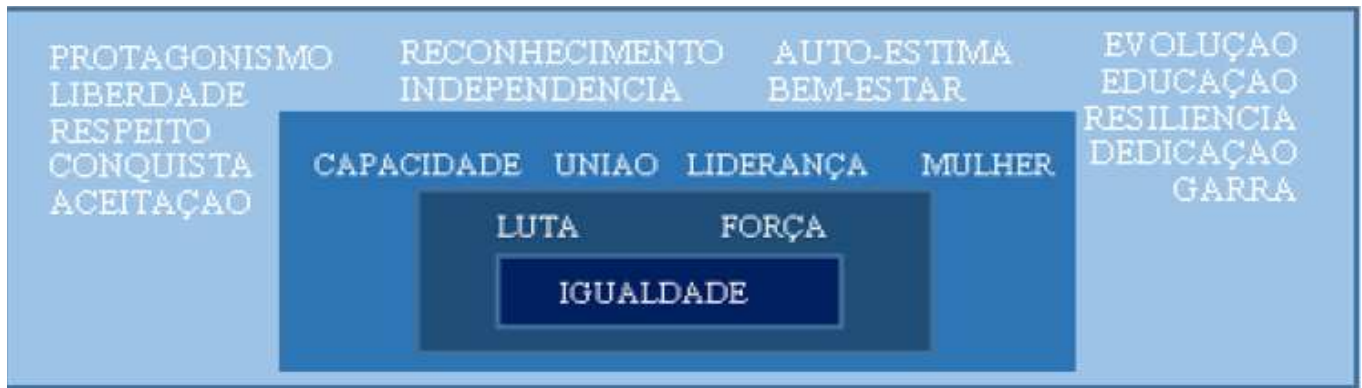 PROTAGONISMO RECONHECIMENTO AUTO-ESTIMA EVOLUÇAO
LIBERDADE INDEPENDENCIA BEM-ESTAR EDUCAÇAO
RESPEITO RESILIENCIA
CONQUISTA CAPACIDADE UNIAO LIDERANÇA MULHER DEDICAÇAO
ACEITAÇAO GARRA
LUTA FORÇA
IGUALDADE